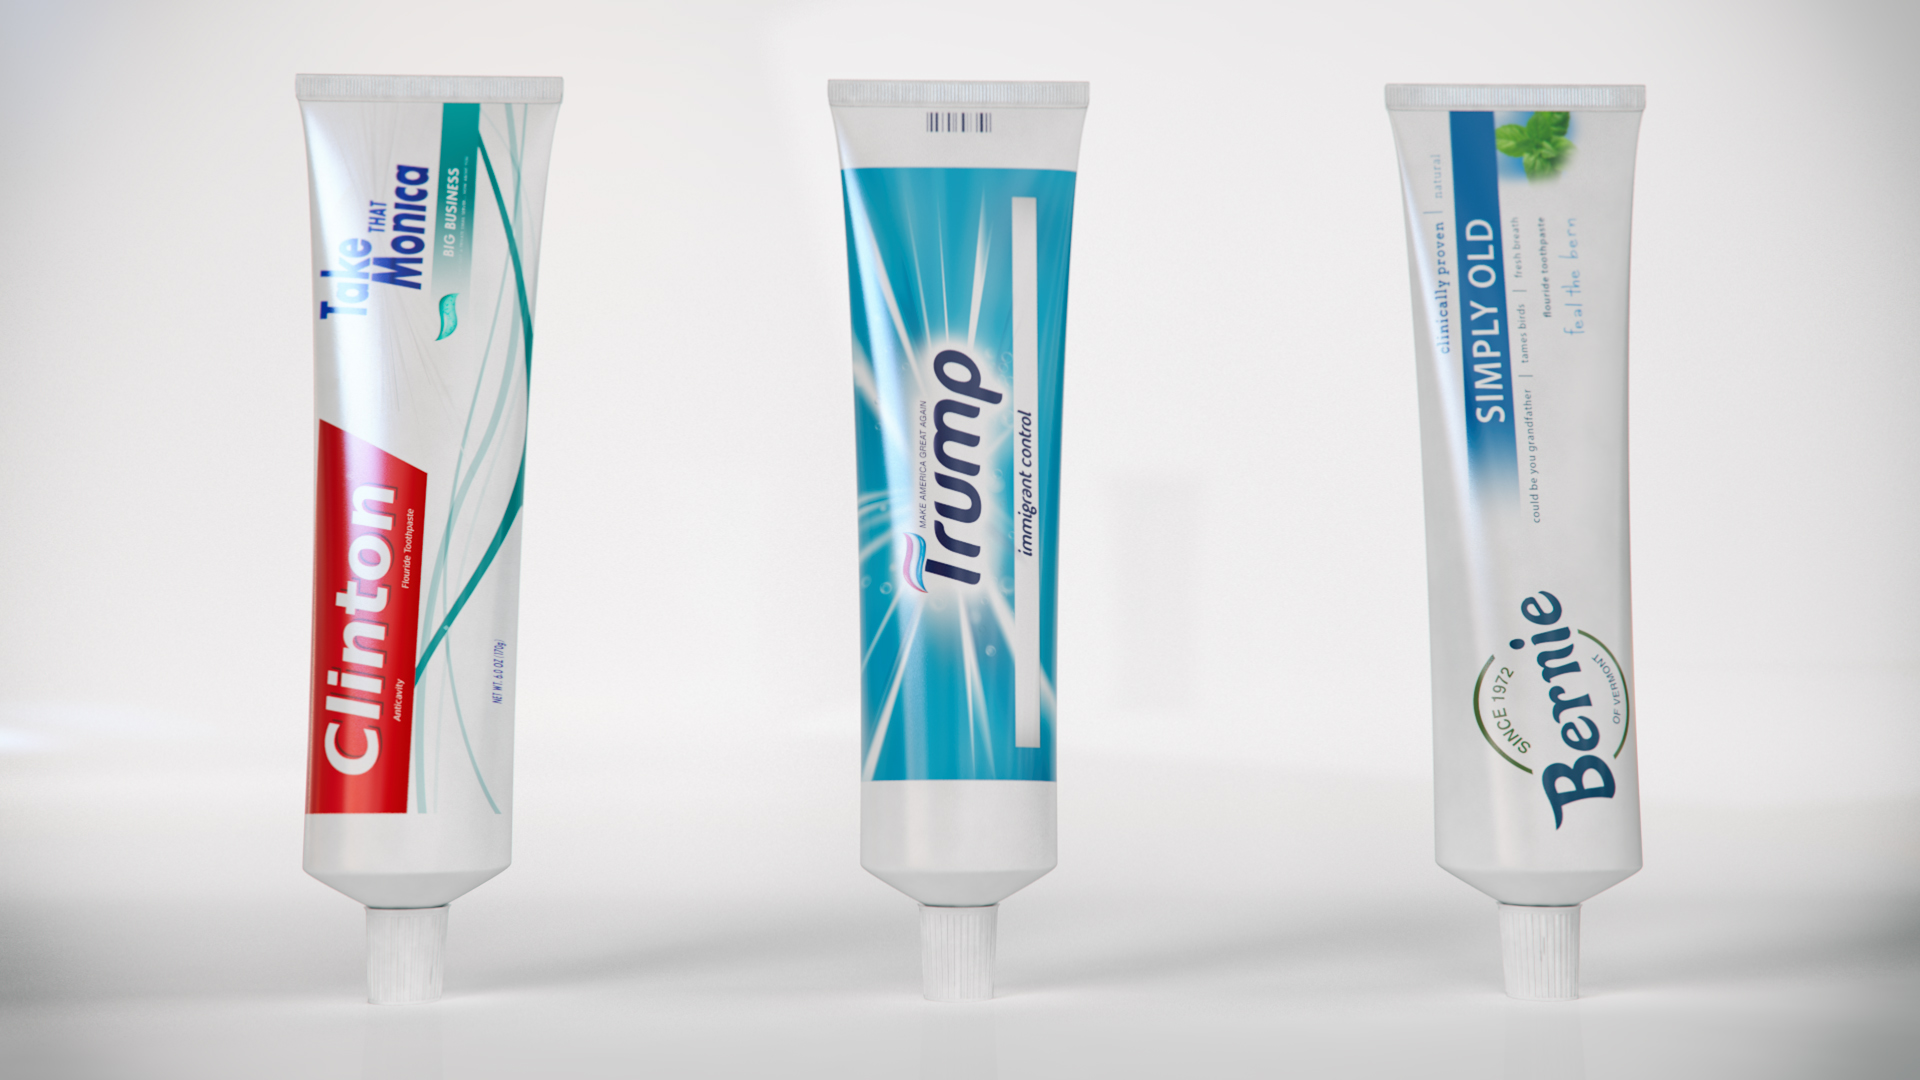 Take
THAT
Monica
BIG BUSINESS
Clinton
Anticavity
Flouride Toothpaste
NET WT. 6.0 OZ (170g)
MAKE AMERICA GREAT AGAIN
Trump
immigrant control
clinically proven | natural
SIMPLY OLD
could be you grandfather | tames birds | fresh breath
flouride toothpaste
feal the bern
SINCE 1972
Bernie
OF VERMONT